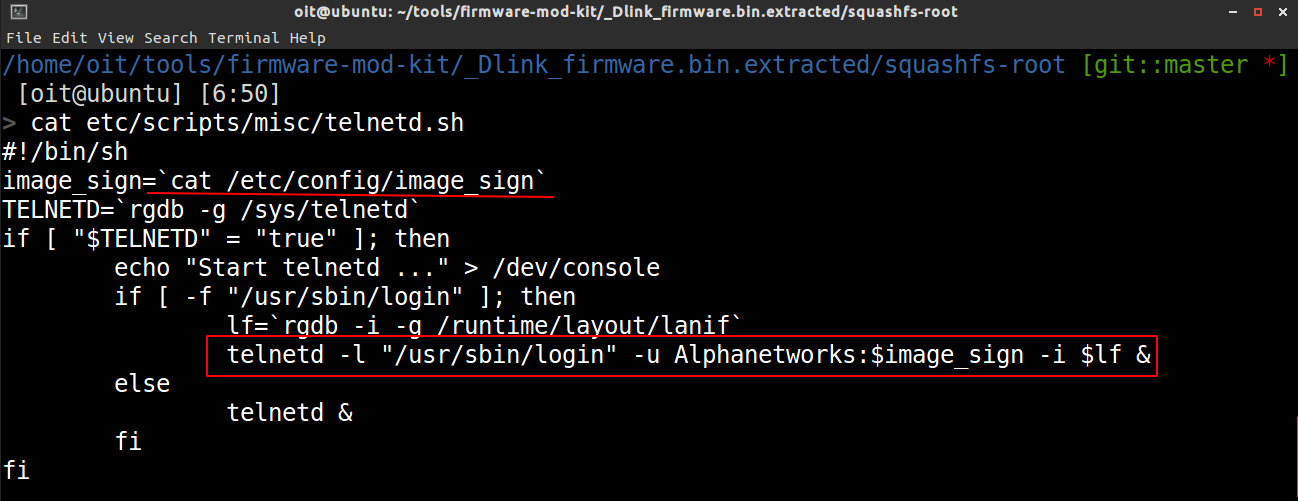 oit@ubuntu: ~/tools/firmware-mod-kit/_Dlink_firmware.bin.extracted/squashfs-root
File Edit View Search Terminal Help
/home/oit/tools/firmware-mod-kit/_Dlink_firmware.bin.extracted/squashfs-root [git::master *]
[oit@ubuntu] [6:50]
> cat etc/scripts/misc/telnetd.sh
#!/bin/sh
image_sign=`cat /etc/config/image_sign`
TELNETD=`rgdb -g /sys/telnetd`
if [ "$TELNETD" = "true" ]; then
        echo "Start telnetd ..." > /dev/console
        if [ -f "/usr/sbin/login" ]; then
                lf=`rgdb -i -g /runtime/layout/lanif`
                telnetd -l "/usr/sbin/login" -u Alphanetworks:$image_sign -i $lf &
        else
                telnetd &
        fi
fi